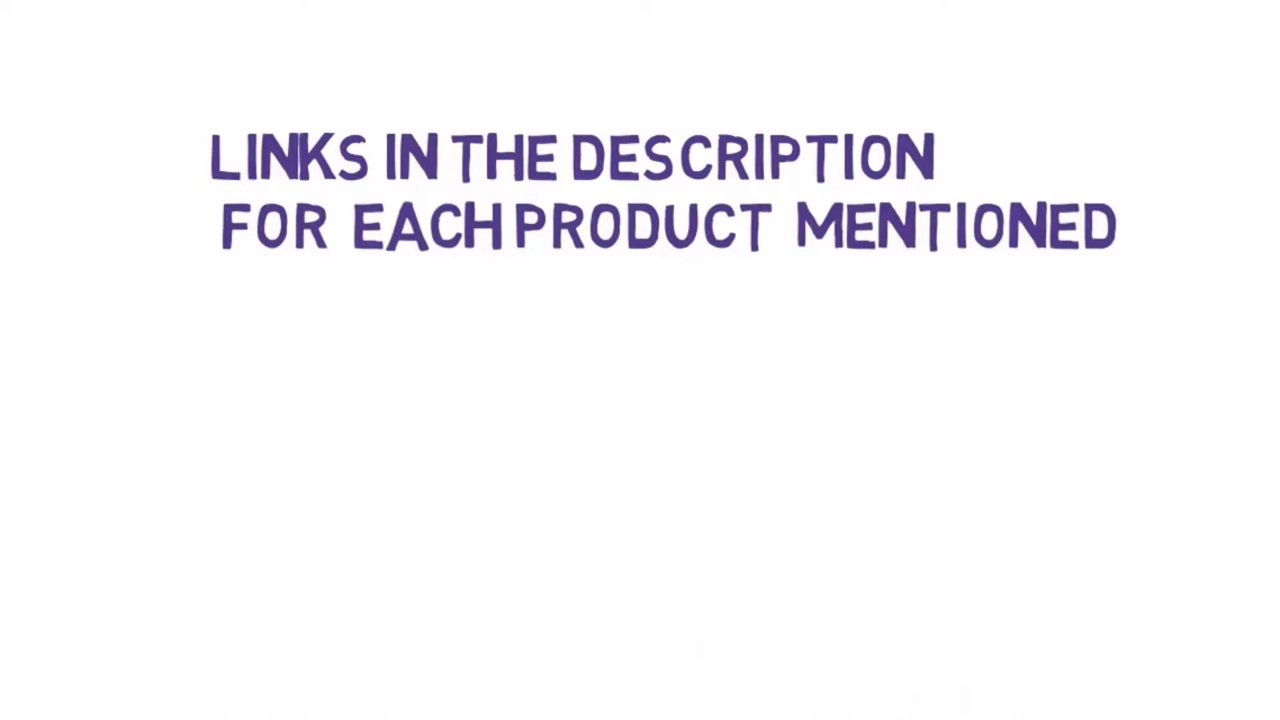 LINKS IN THE DESCRIPTION
FOR EACH PRODUCT MENTIONED